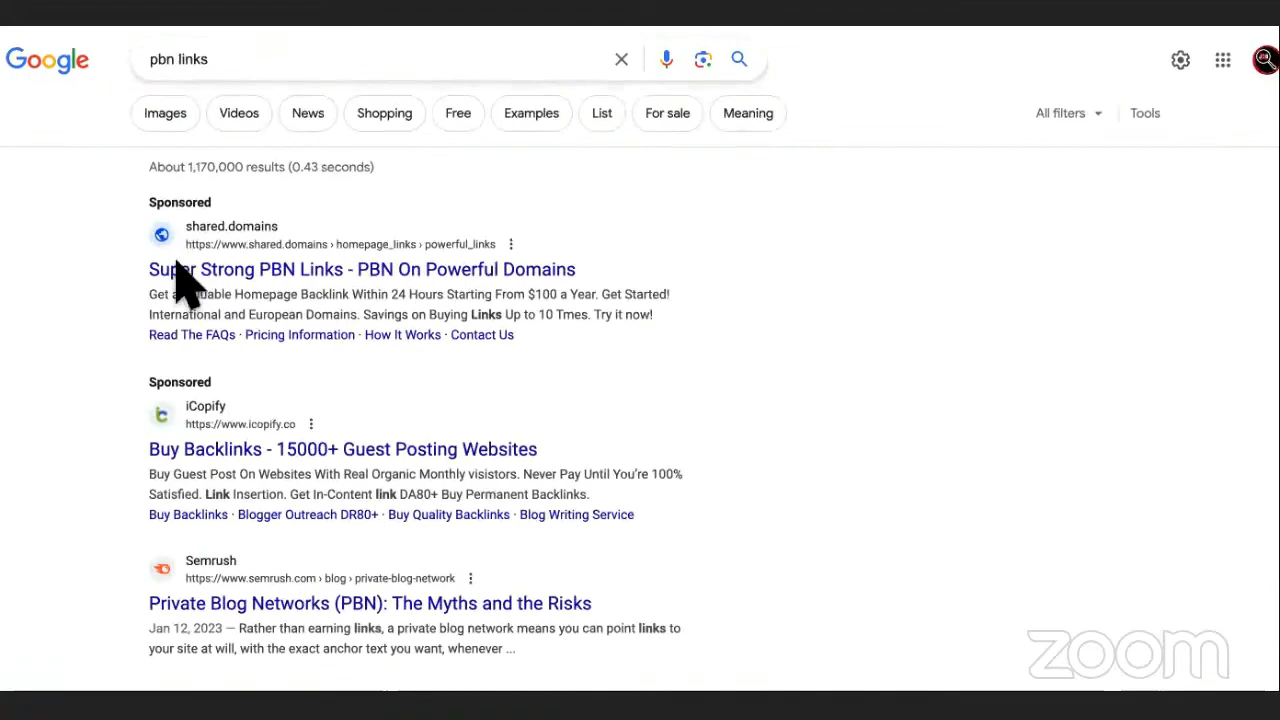 Google
pbn links
Images Videos News Shopping Free Examples List For sale Meaning All filters Tools
About 1,170,000 results (0.43 seconds)
Sponsored
shared.domains
https://www.shared.domains › homepage_links › powerful_links
Super Strong PBN Links - PBN On Powerful Domains
Get a Homepage Backlink Within 24 Hours Starting From $100 a Year. Get Started!
International and European Domains. Savings on Buying Links Up to 10 Tmes. Try it now!
Read The FAQs · Pricing Information · How It Works · Contact Us
Sponsored
iCopify
https://www.icopify.co
Buy Backlinks - 15000+ Guest Posting Websites
Buy Guest Post On Websites With Real Organic Monthly visistors. Never Pay Until You're 100%
Satisfied. Link Insertion. Get In-Content link DA80+ Buy Permanent Backlinks.
Buy Backlinks · Blogger Outreach DR80+ · Buy Quality Backlinks · Blog Writing Service
Semrush
https://www.semrush.com › blog › private-blog-network
Private Blog Networks (PBN): The Myths and the Risks
Jan 12, 2023 — Rather than earning links, a private blog network means you can point links to
your site at will, with the exact anchor text you want, whenever ...
zoom